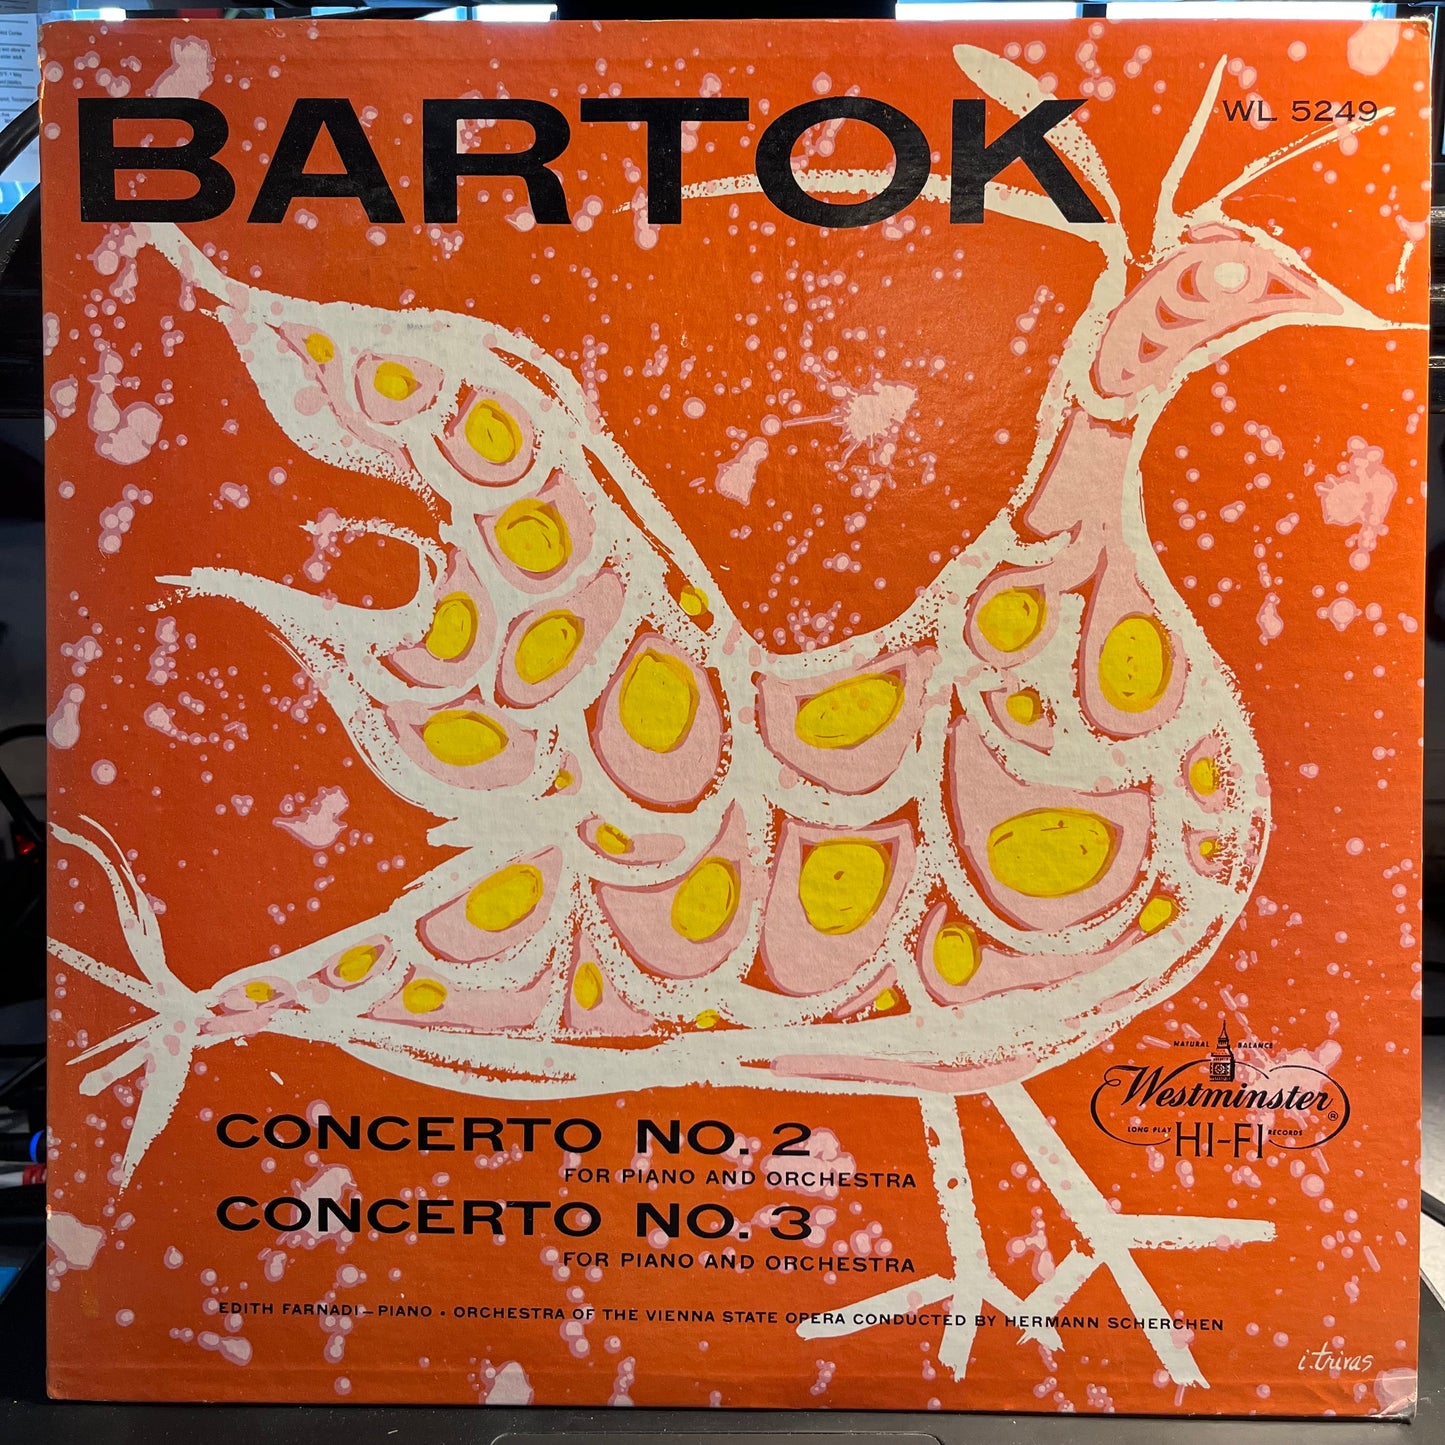 BARTOK
WL 5249
NATURAL BALANCE
Westminster ®
LONG PLAY HI-FI RECORDS
CONCERTO NO. 2
FOR PIANO AND ORCHESTRA
CONCERTO NO. 3
FOR PIANO AND ORCHESTRA
EDITH FARNADI—PIANO • ORCHESTRA OF THE VIENNA STATE OPERA CONDUCTED BY HERMANN SCHERCHEN
i. trivas